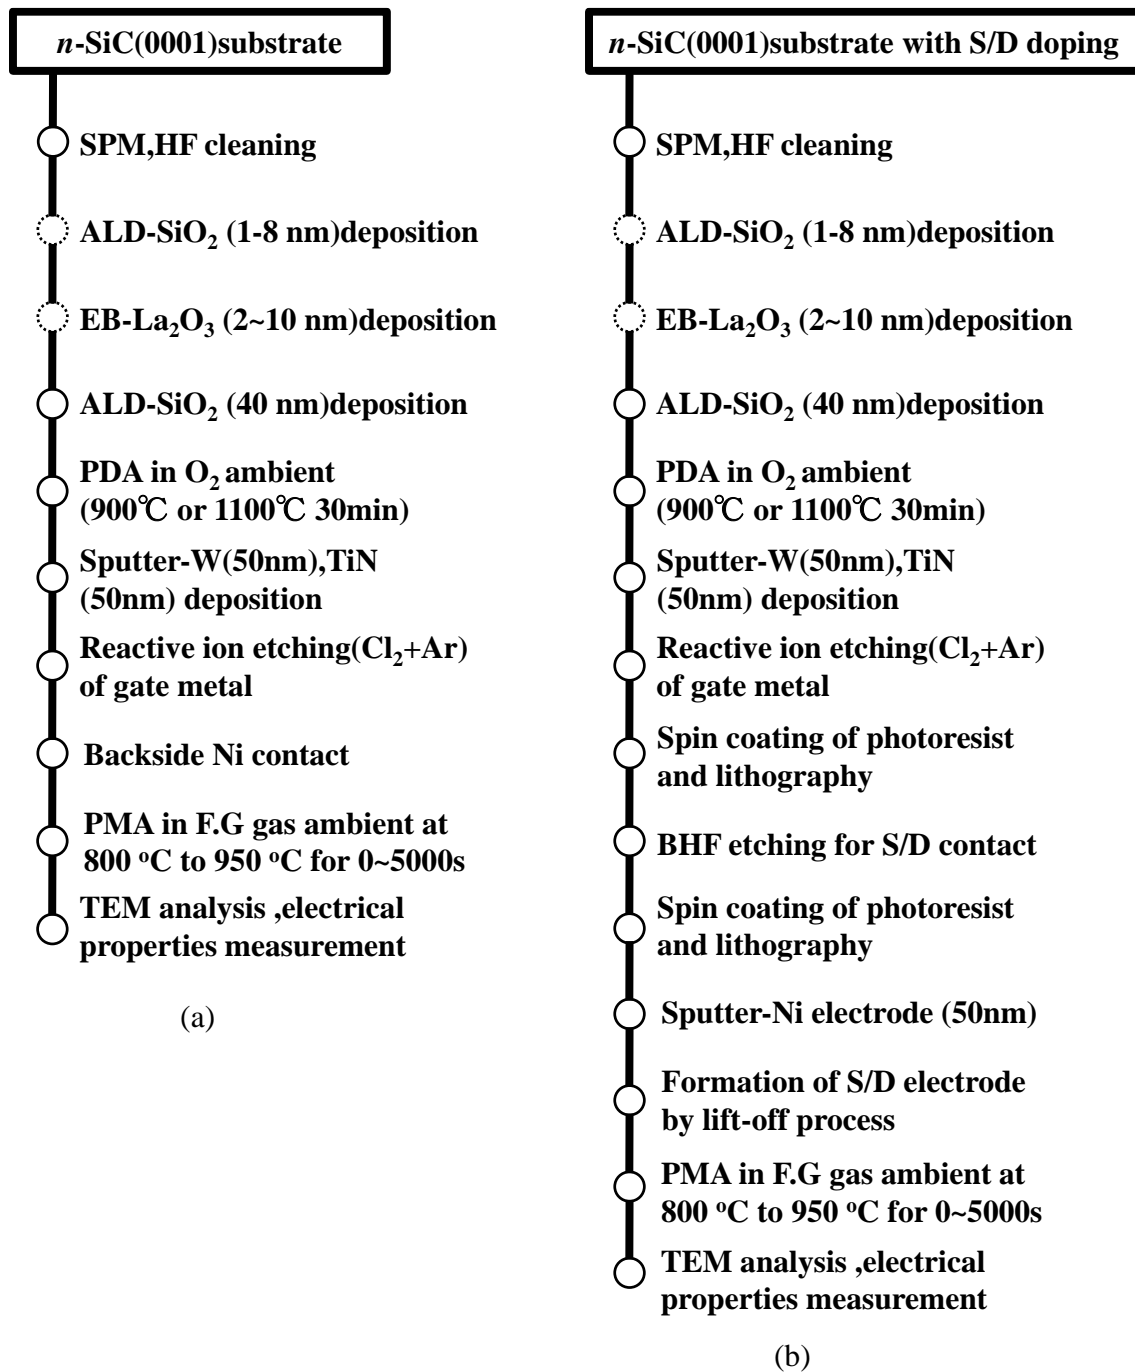 n-SiC(0001)substrate
SPM,HF cleaning
ALD-SiO₂ (1-8 nm)deposition
EB-La₂O₃ (2~10 nm)deposition
ALD-SiO₂ (40 nm)deposition
PDA in O₂ ambient
(900℃ or 1100℃ 30min)
Sputter-W(50nm),TiN
(50nm) deposition
Reactive ion etching(Cl₂+Ar)
of gate metal
Backside Ni contact
PMA in F.G gas ambient at
800 ᵒC to 950 ᵒC for 0~5000s
TEM analysis ,electrical
properties measurement
(a)
n-SiC(0001)substrate with S/D doping
SPM,HF cleaning
ALD-SiO₂ (1-8 nm)deposition
EB-La₂O₃ (2~10 nm)deposition
ALD-SiO₂ (40 nm)deposition
PDA in O₂ ambient
(900℃ or 1100℃ 30min)
Sputter-W(50nm),TiN
(50nm) deposition
Reactive ion etching(Cl₂+Ar)
of gate metal
Spin coating of photoresist
and lithography
BHF etching for S/D contact
Spin coating of photoresist
and lithography
Sputter-Ni electrode (50nm)
Formation of S/D electrode
by lift-off process
PMA in F.G gas ambient at
800 ᵒC to 950 ᵒC for 0~5000s
TEM analysis ,electrical
properties measurement
(b)